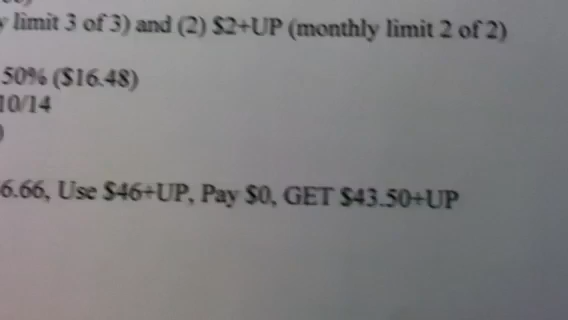 limit 3 of 3) and (2) $2+UP (monthly limit 2 of 2)
50% ($16.48)
10/14
)
6.66, Use $46+UP, Pay $0, GET $43.50+UP